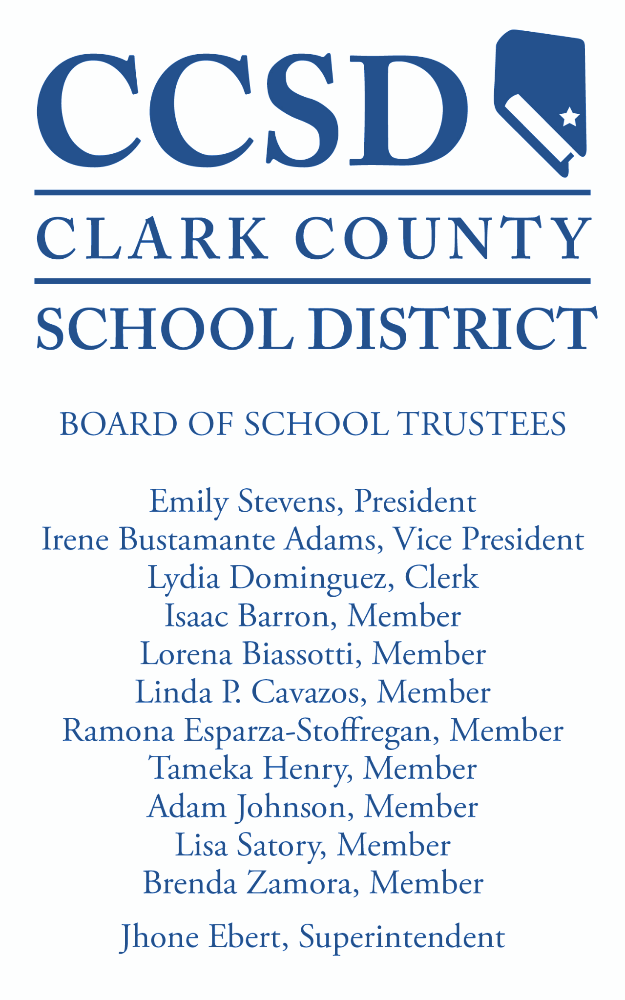 CCSD
CLARK COUNTY
SCHOOL DISTRICT
BOARD OF SCHOOL TRUSTEES
Emily Stevens, President
Irene Bustamante Adams, Vice President
Lydia Dominguez, Clerk
Isaac Barron, Member
Lorena Biassotti, Member
Linda P. Cavazos, Member
Ramona Esparza-Stoffregan, Member
Tameka Henry, Member
Adam Johnson, Member
Lisa Satory, Member
Brenda Zamora, Member
Jhone Ebert, Superintendent